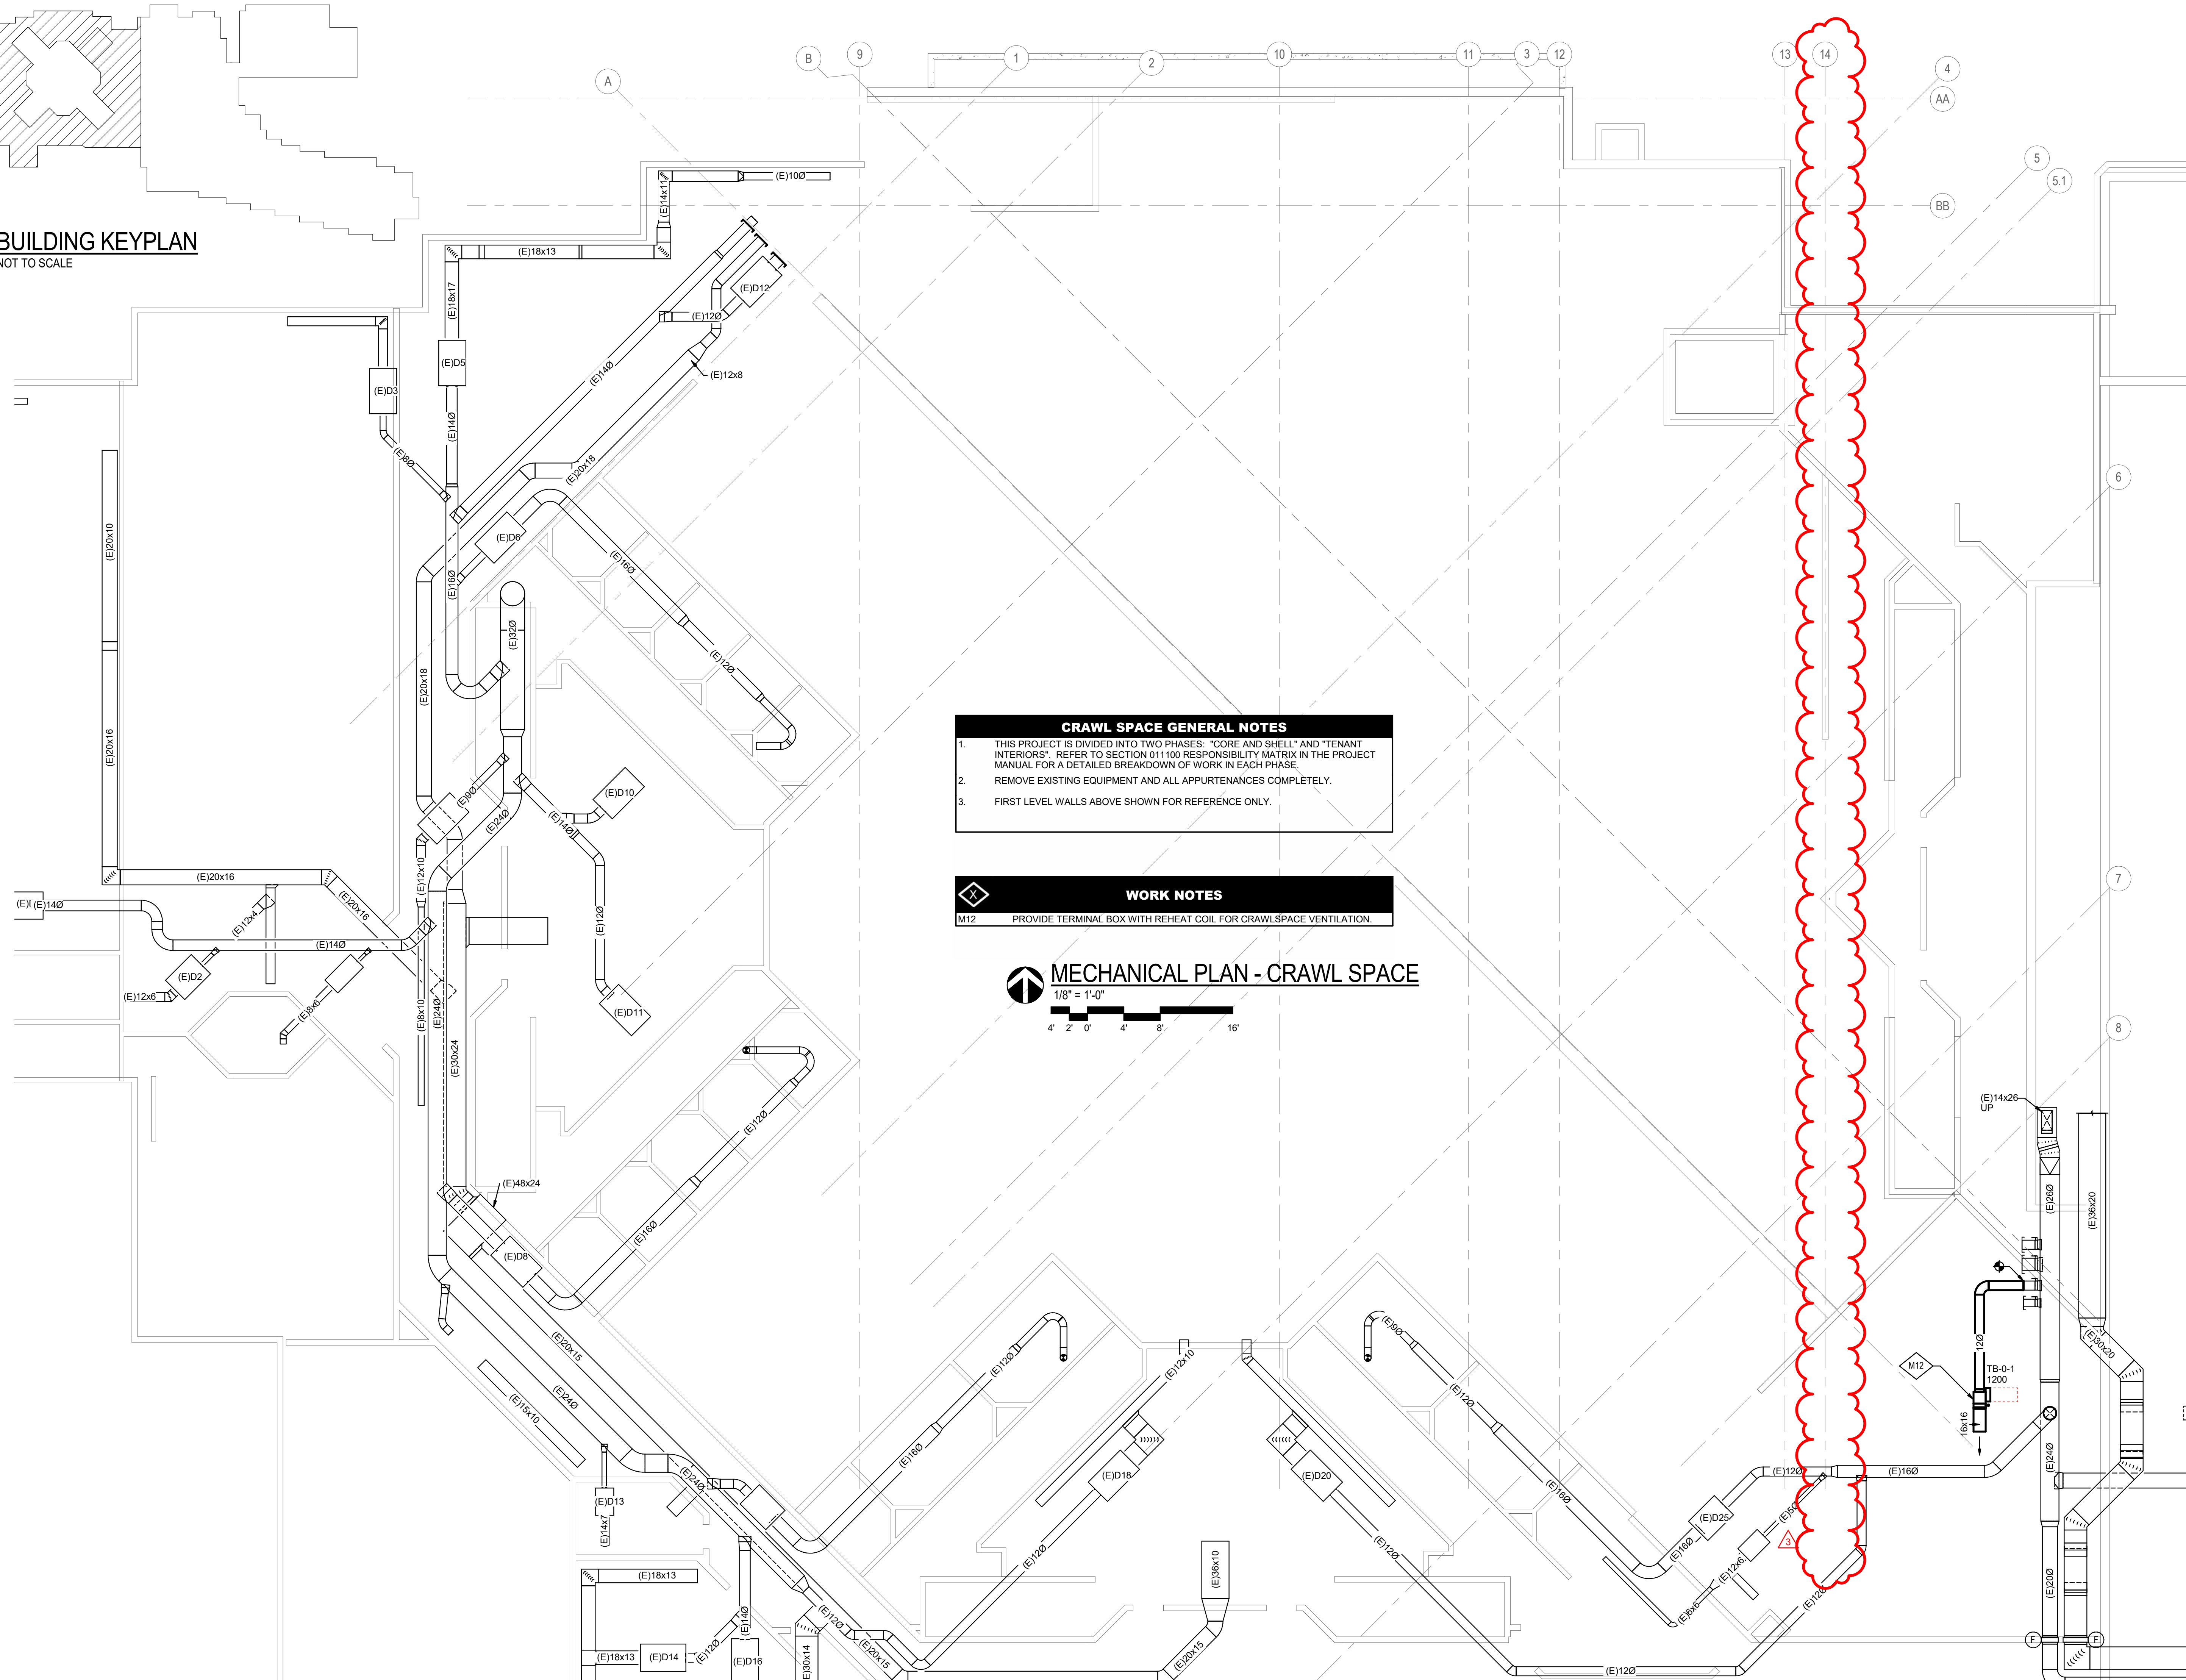 BUILDING KEYPLAN
NOT TO SCALE
A
B
9
1
2
10
11
3
12
13
14
4
AA
5
5.1
BB
6
7
8
(E)10Ø
(E)14x11
(E)18x13
(E)18x17
(E)D12
(E)12Ø
(E)D5
(E)D3
(E)14Ø
(E)12x8
(E)14Ø
(E)8Ø
(E)20x18
(E)20x10
(E)D6
(E)16Ø
(E)16Ø
(E)32Ø
(E)12Ø
(E)20x18
(E)20x16
CRAWL SPACE GENERAL NOTES
1. THIS PROJECT IS DIVIDED INTO TWO PHASES: "CORE AND SHELL" AND "TENANT
INTERIORS". REFER TO SECTION 011100 RESPONSIBILITY MATRIX IN THE PROJECT
MANUAL FOR A DETAILED BREAKDOWN OF WORK IN EACH PHASE.
2. REMOVE EXISTING EQUIPMENT AND ALL APPURTENANCES COMPLETELY.
3. FIRST LEVEL WALLS ABOVE SHOWN FOR REFERENCE ONLY.
X
WORK NOTES
M12 PROVIDE TERMINAL BOX WITH REHEAT COIL FOR CRAWLSPACE VENTILATION.
MECHANICAL PLAN - CRAWL SPACE
1/8" = 1'-0"
4' 2' 0' 4' 8' 16'
(E)9Ø
(E)D10
(E)24Ø
(E)14Ø
(E)12x10
(E)20x16
(E)20x16
(E)14Ø
(E)12x4
(E)12Ø
(E)14Ø
(E)D2
(E)12x6
(E)8x6
(E)8x10
(E)24Ø
(E)D11
(E)30x24
(E)12Ø
(E)48x24
(E)16Ø
(E)D8
(E)14x26
UP
(E)26Ø
(E)36x20
(E)20x15
(E)24Ø
(E)15x10
(E)12Ø
(E)12x10
(E)9Ø
(E)12Ø
12Ø
(E)30x20
M12
TB-0-1
1200
16x16
(E)16Ø
(E)D18
(E)D20
(E)16Ø
(E)12Ø
(E)16Ø
(E)24Ø
(E)24Ø
(E)D13
(E)14x7
(E)D25
(E)5Ø
3
(E)16Ø
(E)12Ø
(E)12Ø
(E)12x6
(E)6x6
(E)12Ø
(E)18x13
(E)36x10
(E)20Ø
(E)14Ø
(E)12Ø
(E)20x15
(E)20x15
(E)12Ø
(E)18x13
(E)D14
(E)D16
(E)30x14
(E)12Ø
F
F